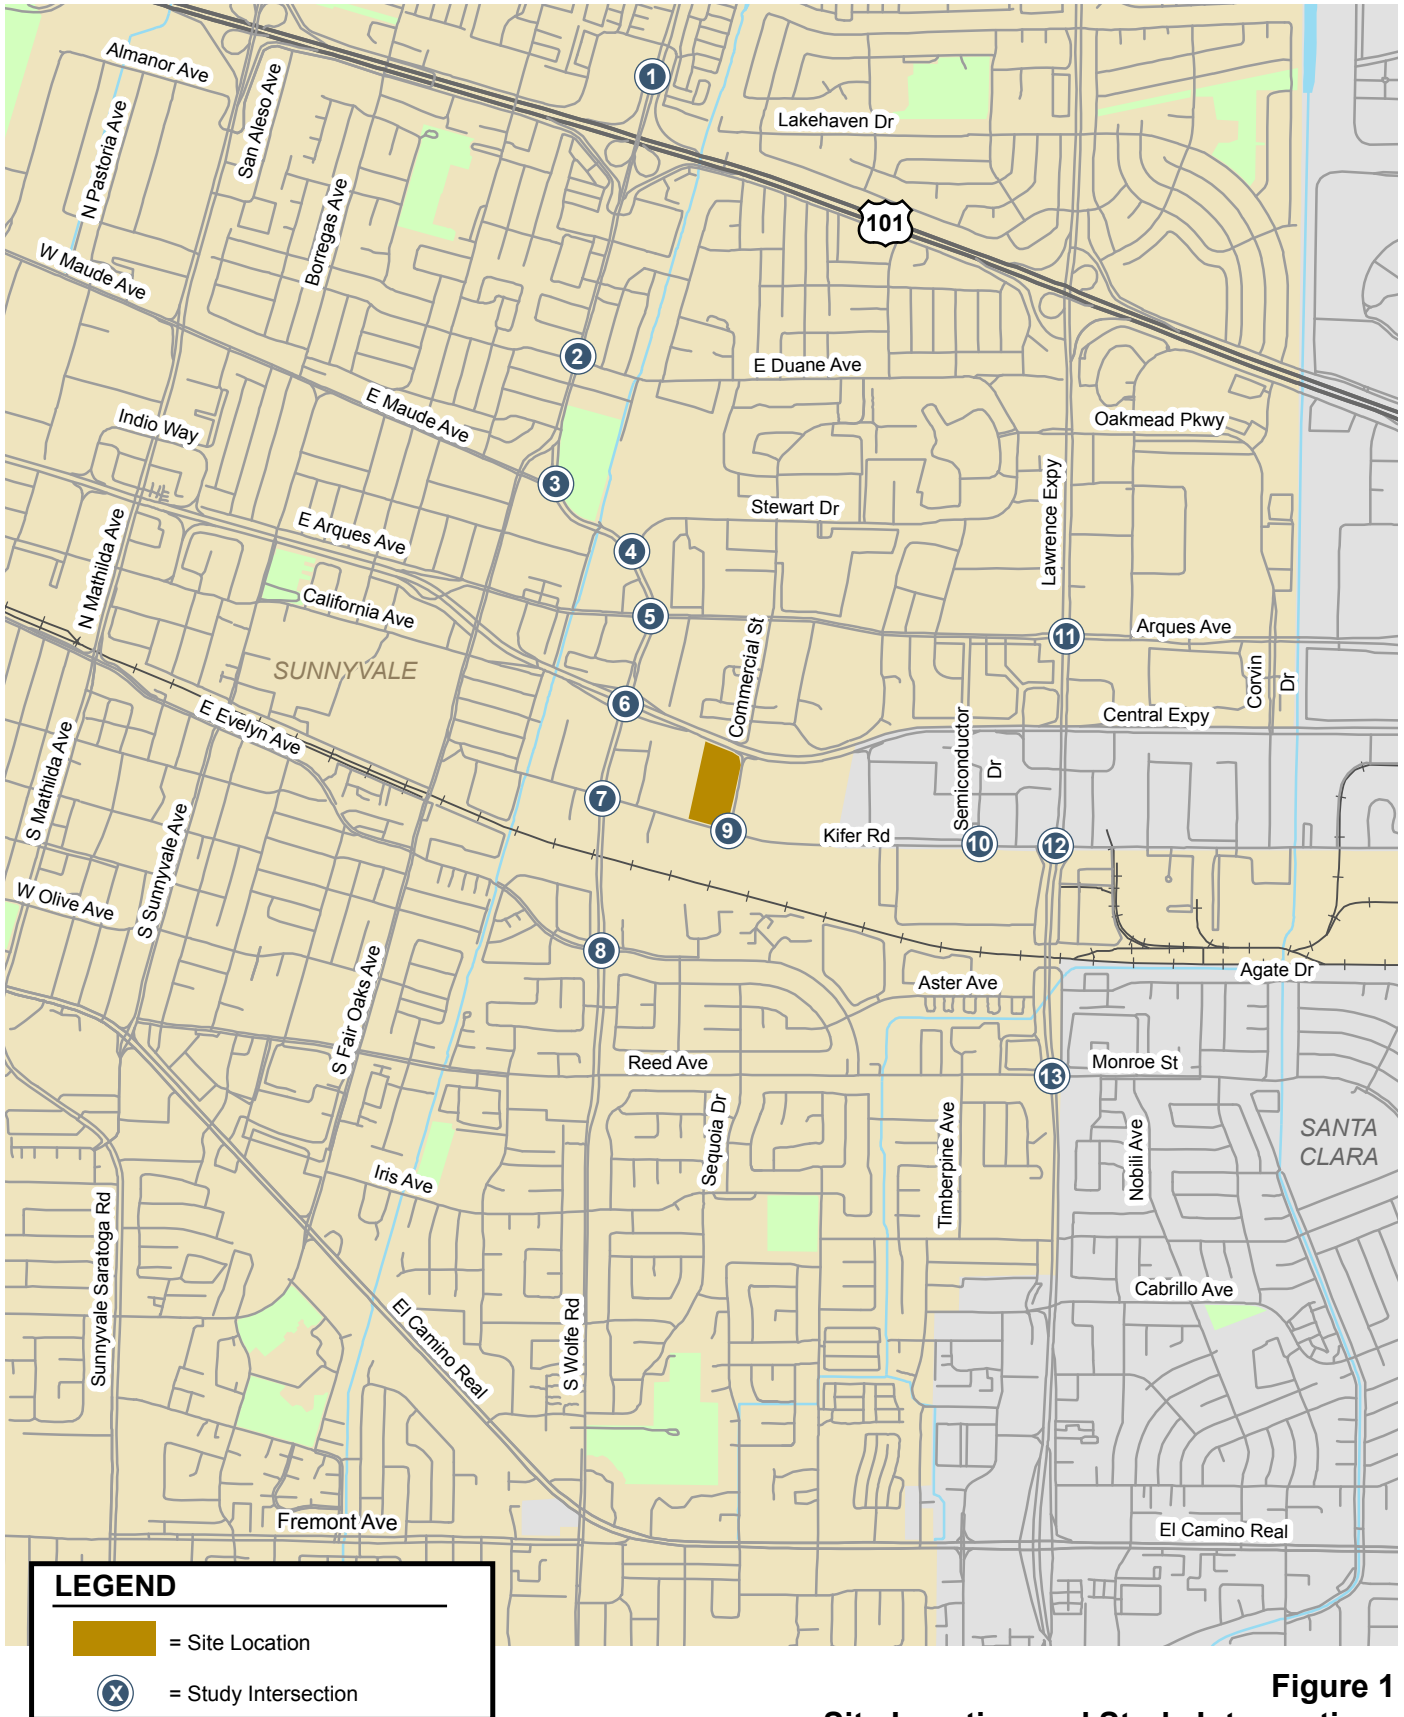 1
Almanor Ave
San Aleso Ave
Lakehaven Dr
N Pastoria Ave
Borregas Ave
101
W Maude Ave
2
E Duane Ave
E Maude Ave
Indio Way
Oakmead Pkwy
3
Stewart Dr
Lawrence Expy
E Arques Ave
N Mathilda Ave
4
California Ave
5
Arques Ave
11
SUNNYVALE
Commercial St
Corvin
Dr
6
E Evelyn Ave
Central Expy
Semiconductor
Dr
S Mathilda Ave
7
9
Kifer Rd
10
12
S Sunnyvale Ave
W Olive Ave
8
Agate Dr
Aster Ave
S Fair Oaks Ave
Reed Ave
13
Monroe St
Sequoia Dr
Timberpine Ave
Nobili Ave
SANTA
CLARA
Iris Ave
Sunnyvale Saratoga Rd
Cabrillo Ave
El Camino Real
S Wolfe Rd
Fremont Ave
El Camino Real
LEGEND
= Site Location
X
= Study Intersection
Figure 1